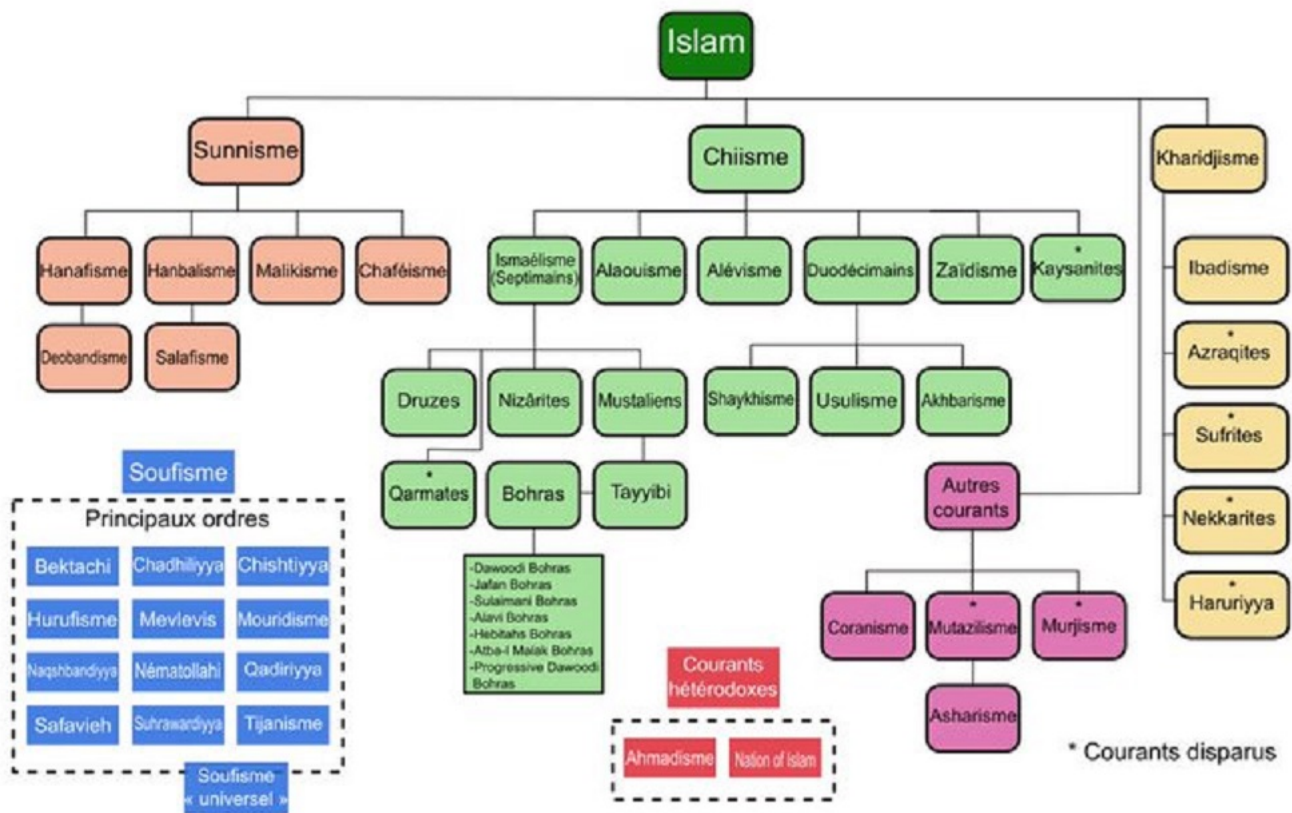 Islam
Sunnisme
Chiisme
Kharidjisme
Hanafisme
Hanbalisme
Malikisme
Chaféisme
Ismaélisme
(Septimains)
Alaouisme
Alévisme
Duodécimains
Zaïdisme
*
Kaysanites
Ibadisme
Deobandisme
Salafisme
*
Azraqites
Druzes
Nizârites
Mustaliens
Shaykhisme
Usulisme
Akhbarisme
*
Sufrites
*
Qarmates
Bohras
Tayyibi
Autres
courants
*
Nekkarites
-Dawoodi Bohras
-Jafari Bohras
-Sulaimani Bohras
-Alavi Bohras
-Hebitahs Bohras
-Atba-I Malak Bohras
-Progressive Dawoodi
Bohras
*
Haruriyya
Coranisme
*
Mutazilisme
*
Murjisme
Asharisme
Soufisme
Principaux ordres
Bektachi
Chadhiliyya
Chishtiyya
Hurufisme
Mevlevis
Mouridisme
Naqshbandiyya
Nématollahi
Qadiriyya
Safavieh
Suhrawardiyya
Tijanisme
Soufisme
« universel »
Courants
hétérodoxes
Ahmadisme
Nation of Islam
* Courants disparus